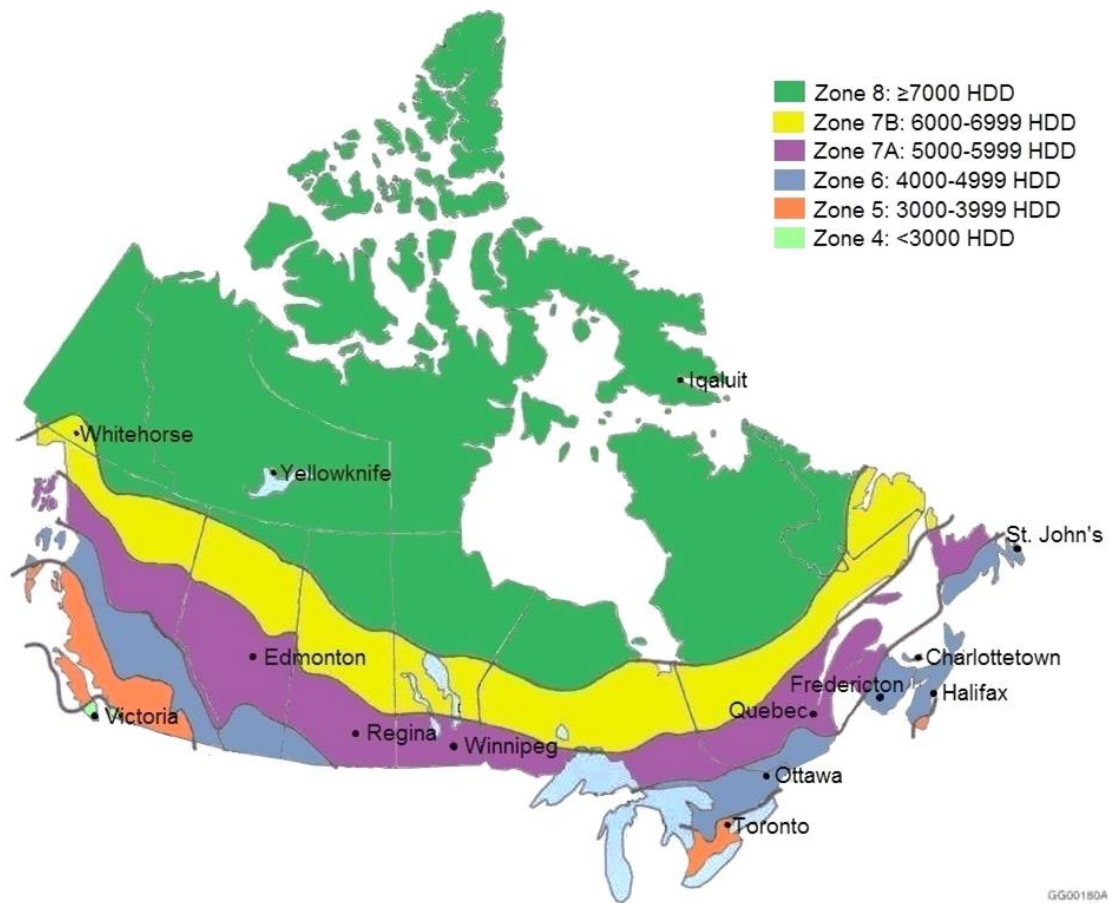 Zone 8: ≥7000 HDD
Zone 7B: 6000-6999 HDD
Zone 7A: 5000-5999 HDD
Zone 6: 4000-4999 HDD
Zone 5: 3000-3999 HDD
Zone 4: <3000 HDD
Iqaluit
Whitehorse
Yellowknife
St. John's
Edmonton
Charlottetown
Fredericton
Halifax
Quebec
Victoria
Regina
Winnipeg
Ottawa
Toronto
GG00180A